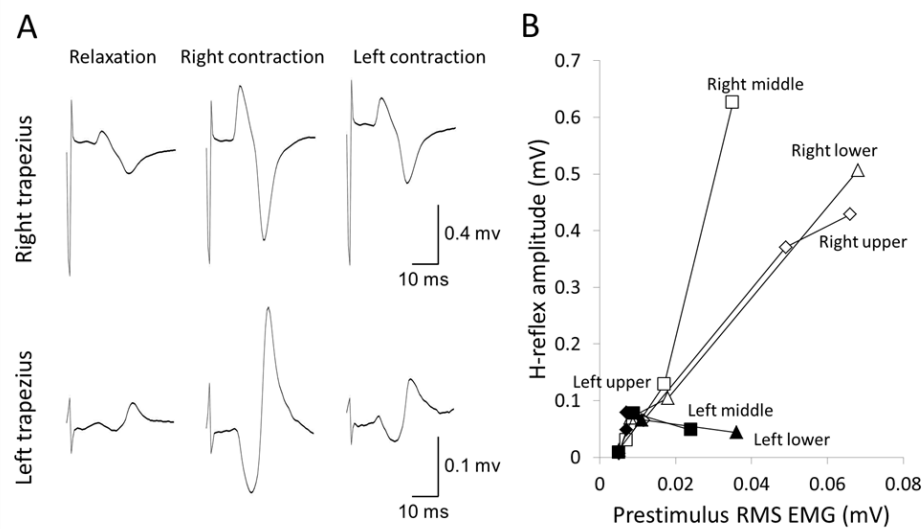 A
Relaxation
Right contraction
Left contraction
Right trapezius
0.4 mv
10 ms
Left trapezius
0.1 mv
10 ms
B
H-reflex amplitude (mV)
0.7
0.6
0.5
0.4
0.3
0.2
0.1
0
Right middle
Right lower
Right upper
Left upper
Left middle
Left lower
0
0.02
0.04
0.06
0.08
Prestimulus RMS EMG (mV)